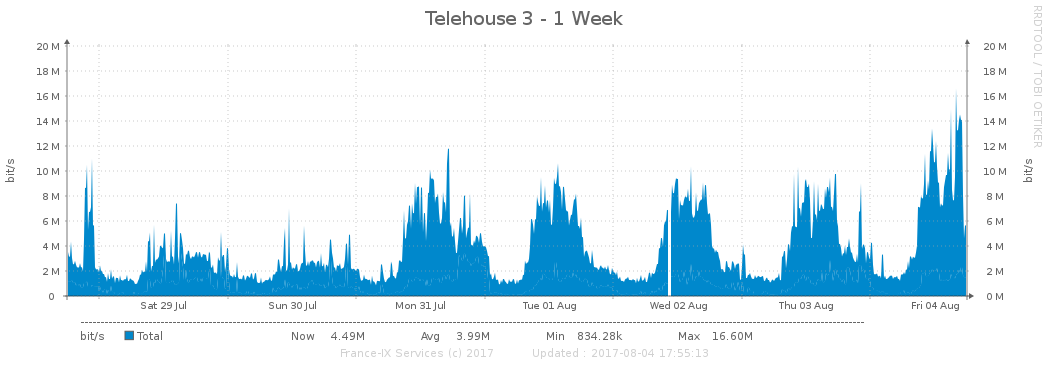 Telehouse 3 - 1 Week
RRDTOOL / TOBI OETIKER
bit/s
20 M 20 M
18 M 18 M
16 M 16 M
14 M 14 M
12 M 12 M
10 M 10 M
8 M 8 M
6 M 6 M
4 M 4 M
2 M 2 M
0 0 M
bit/s
Sat 29 Jul Sun 30 Jul Mon 31 Jul Tue 01 Aug Wed 02 Aug Thu 03 Aug Fri 04 Aug
bit/s Total Now 4.49M Avg 3.99M Min 834.28k Max 16.60M
France-IX Services (c) 2017 Updated : 2017-08-04 17:55:13